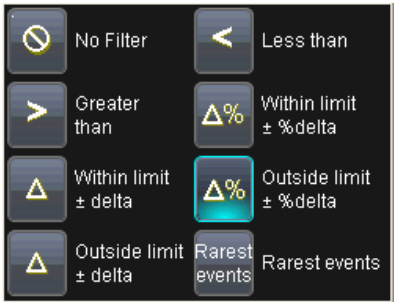 No Filter
< Less than
> Greater
than
Δ% Within limit
± %delta
Δ Within limit
± delta
Δ% Outside limit
± %delta
Δ Outside limit
± delta
Rarest
events
Rarest events